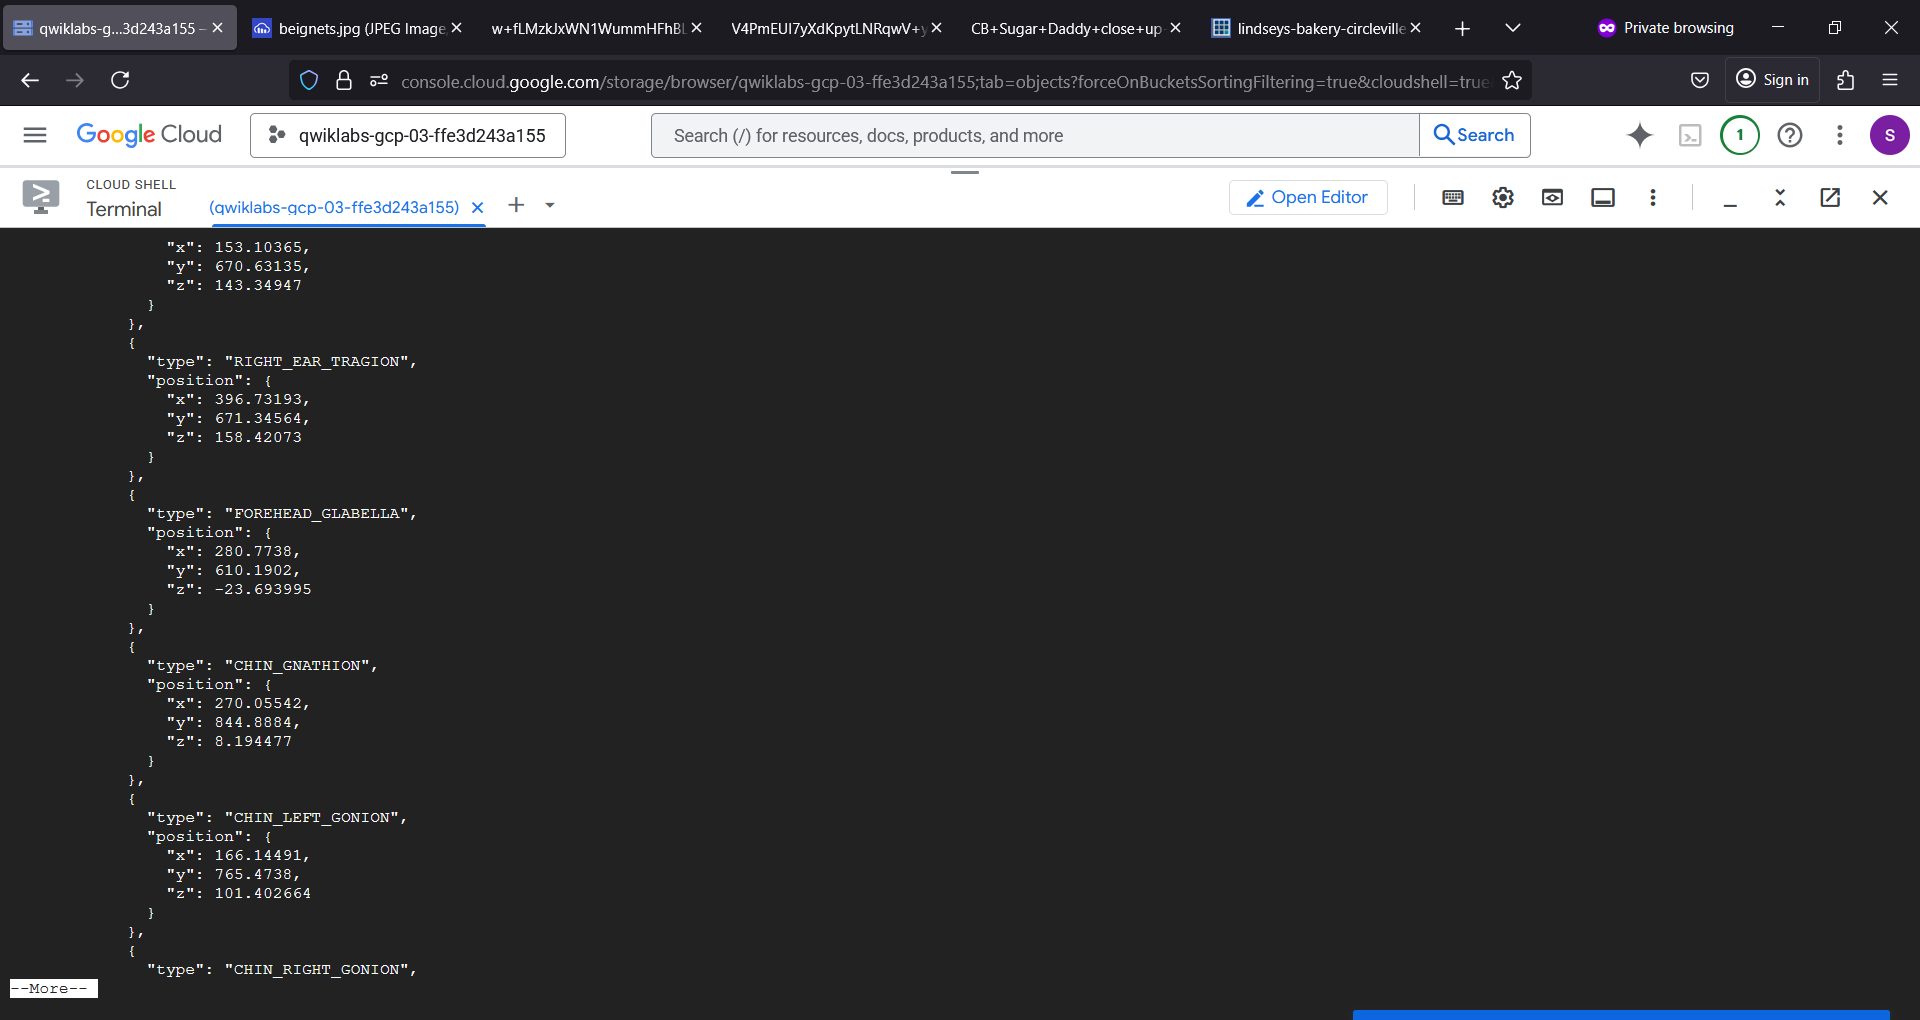 qwiklabs-g...3d243a155 –
beignets.jpg (JPEG Image,
w+fLMzkJxWN1WummHFhBL
V4PmEUI7yXdKpytLNRqwV+y
CB+Sugar+Daddy+close+up
lindseys-bakery-circleville
Private browsing
console.cloud.google.com/storage/browser/qwiklabs-gcp-03-ffe3d243a155;tab=objects?forceOnBucketsSortingFiltering=true&cloudshell=true
Sign in
Google Cloud
qwiklabs-gcp-03-ffe3d243a155
Search (/) for resources, docs, products, and more
Search
1
S
CLOUD SHELL
Terminal
(qwiklabs-gcp-03-ffe3d243a155)
Open Editor
"x": 153.10365,
"y": 670.63135,
"z": 143.34947
}
},
{
"type": "RIGHT_EAR_TRAGION",
"position": {
"x": 396.73193,
"y": 671.34564,
"z": 158.42073
}
},
{
"type": "FOREHEAD_GLABELLA",
"position": {
"x": 280.7738,
"y": 610.1902,
"z": -23.693995
}
},
{
"type": "CHIN_GNATHION",
"position": {
"x": 270.05542,
"y": 844.8884,
"z": 8.194477
}
},
{
"type": "CHIN_LEFT_GONION",
"position": {
"x": 166.14491,
"y": 765.4738,
"z": 101.402664
}
},
{
"type": "CHIN_RIGHT_GONION",
--More--